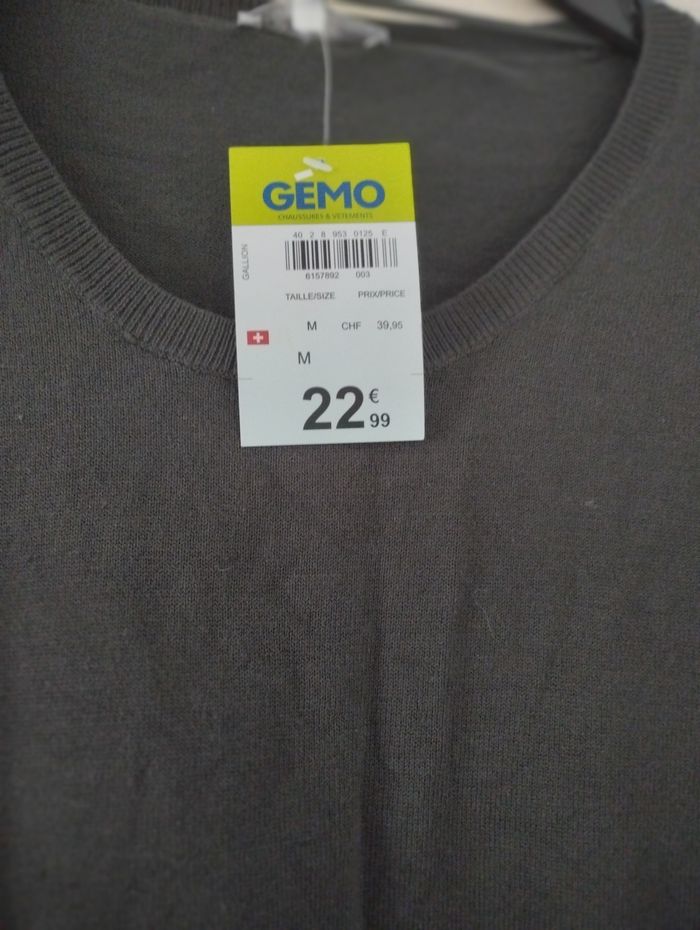 GÉMO
CHAUSSURES & VÊTEMENTS
40 2 8 953 0125 E
GALLION
6157892 003
TAILLE/SIZE PRIX/PRICE
M CHF 39,95
M
22€99